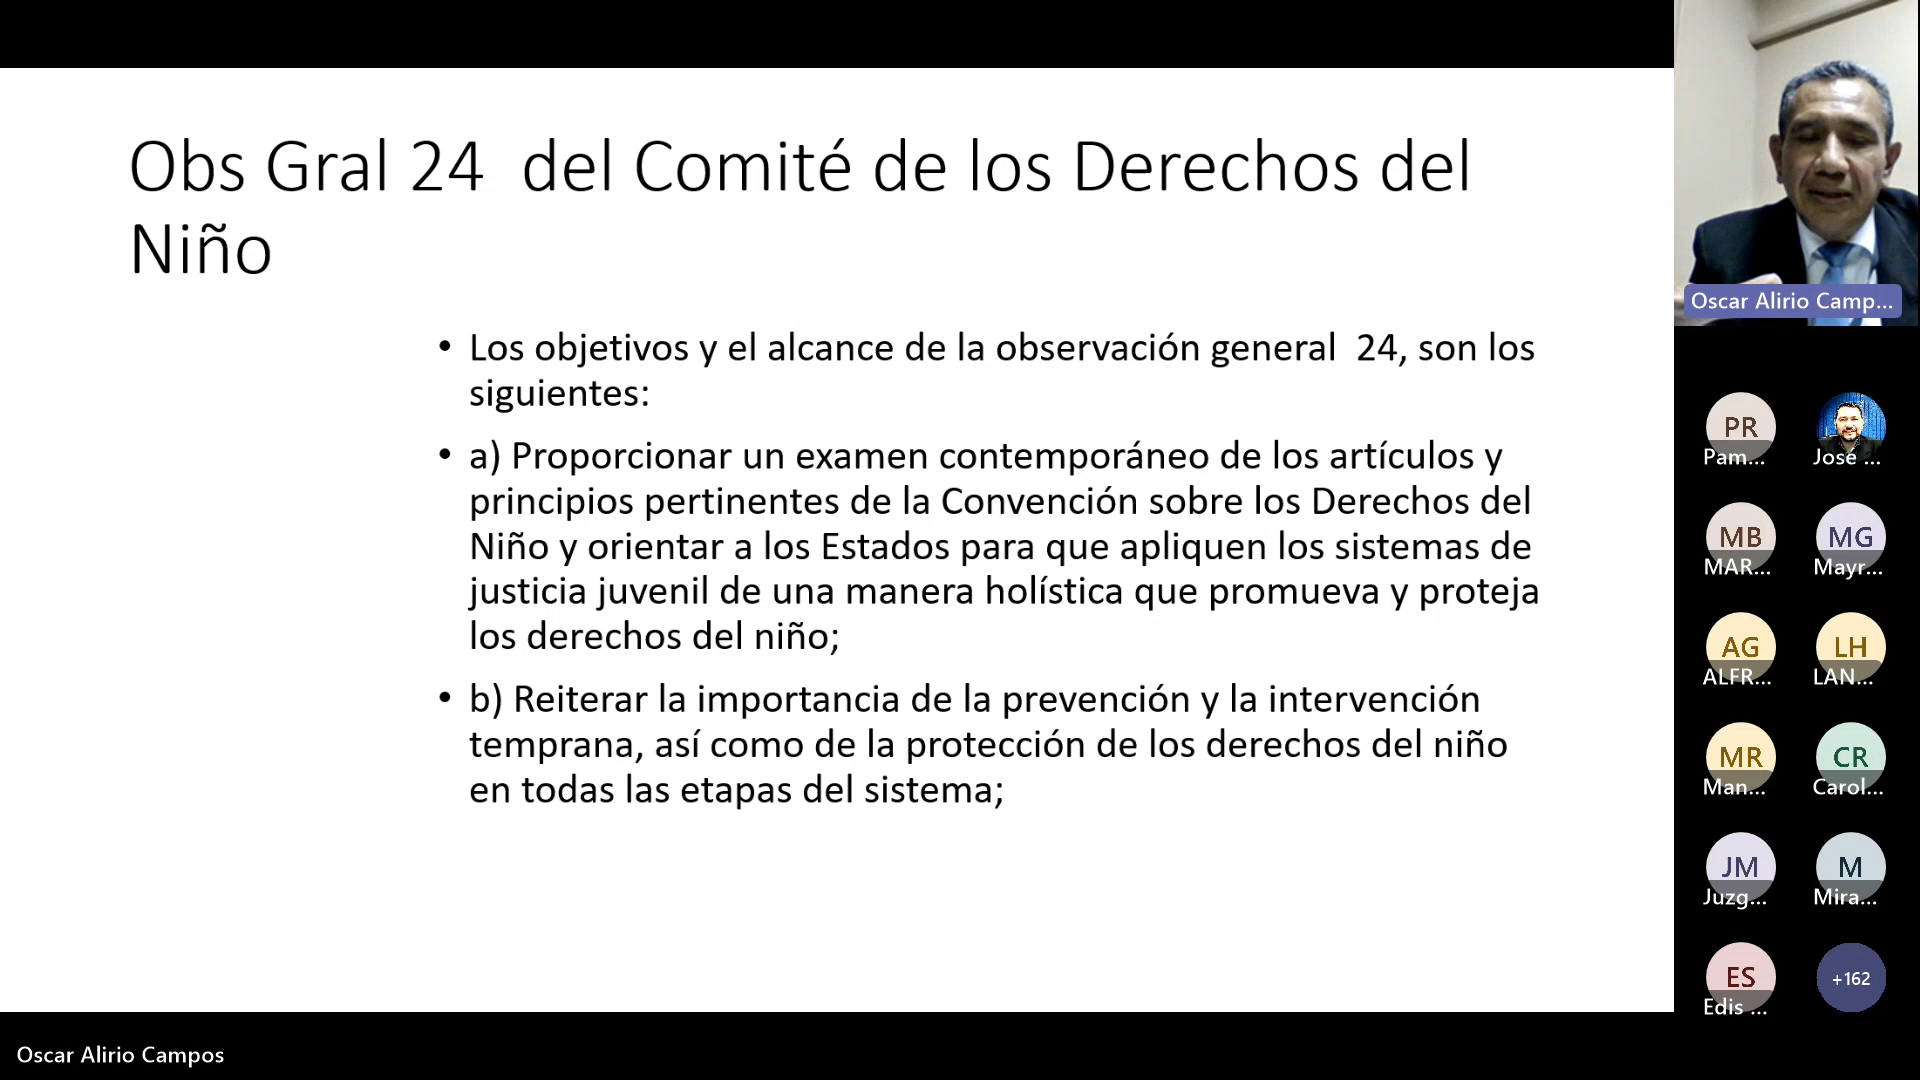 Obs Gral 24  del Comité de los Derechos del
Niño
• Los objetivos y el alcance de la observación general  24, son los
siguientes:
• a) Proporcionar un examen contemporáneo de los artículos y
principios pertinentes de la Convención sobre los Derechos del
Niño y orientar a los Estados para que apliquen los sistemas de
justicia juvenil de una manera holística que promueva y proteja
los derechos del niño;
• b) Reiterar la importancia de la prevención y la intervención
temprana, así como de la protección de los derechos del niño
en todas las etapas del sistema;
Oscar Alirio Camp...
PR
Pam...
José ...
MB
MAR...
MG
Mayr...
AG
ALFR...
LH
LAN...
MR
Man...
CR
Carol...
JM
Juzg...
M
Mira...
ES
Edis ...
+162
Oscar Alirio Campos